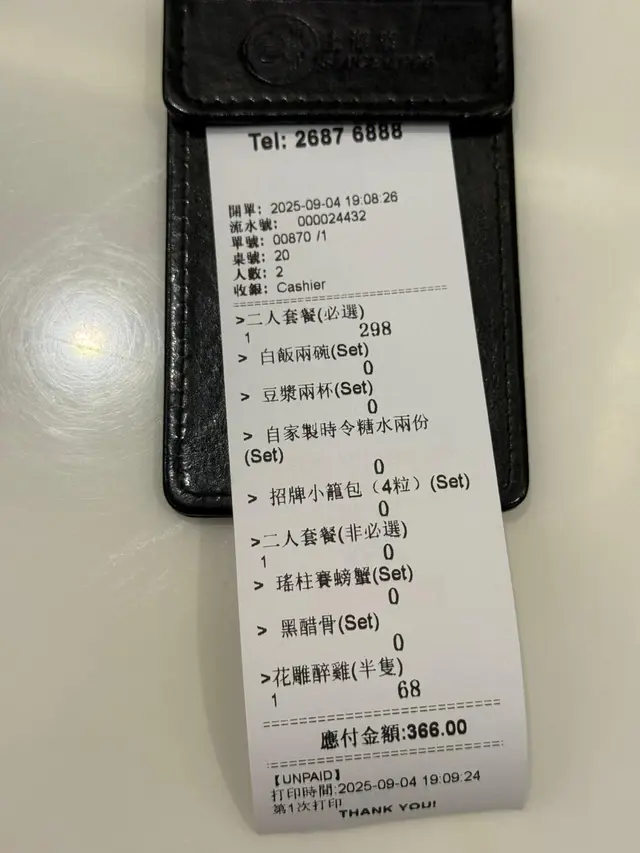 Tel: 2687 6888
開單: 2025-09-04 19:08:26
流水號: 000024432
單號: 00870 /1
桌號: 20
人數: 2
收銀: Cashier
>二人套餐(必選)
1 298
> 白飯兩碗(Set)
0
> 豆漿兩杯(Set)
0
> 自家製時令糖水兩份
(Set)
0
> 招牌小籠包（4粒）(Set)
0
>二人套餐(非必選)
1 0
> 瑤柱賽螃蟹(Set)
0
> 黑醋骨(Set)
0
>花雕醉雞(半隻)
1 68
應付金額:366.00
【UNPAID】
打印時間:2025-09-04 19:09:24
第1次打印
THANK YOU!